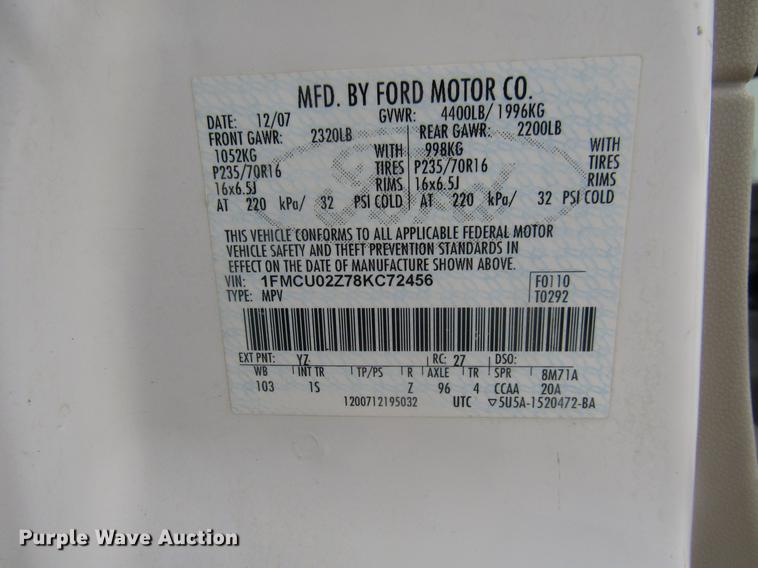 MFD. BY FORD MOTOR CO.
DATE: 12/07 GVWR: 4400LB/ 1996KG
FRONT GAWR: 2320LB REAR GAWR: 2200LB
1052KG WITH 998KG WITH
P235/70R16 TIRES P235/70R16 TIRES
16x6.5J RIMS 16x6.5J RIMS
AT 220 kPa/ 32 PSI COLD AT 220 kPa/ 32 PSI COLD
Ford
THIS VEHICLE CONFORMS TO ALL APPLICABLE FEDERAL MOTOR
VEHICLE SAFETY AND THEFT PREVENTION STANDARDS IN
EFFECT ON THE DATE OF MANUFACTURE SHOWN ABOVE.
VIN: 1FMCU02Z78KC72456 F0110
TYPE: MPV T0292
EXT PNT: YZ RC: 27 DSO:
WB INT TR TP/PS R AXLE TR SPR 8M71A
103 1S Z 96 4 CCAA 20A
1200712195032 UTC ▽5U5A-1520472-BA
Purple Wave Auction